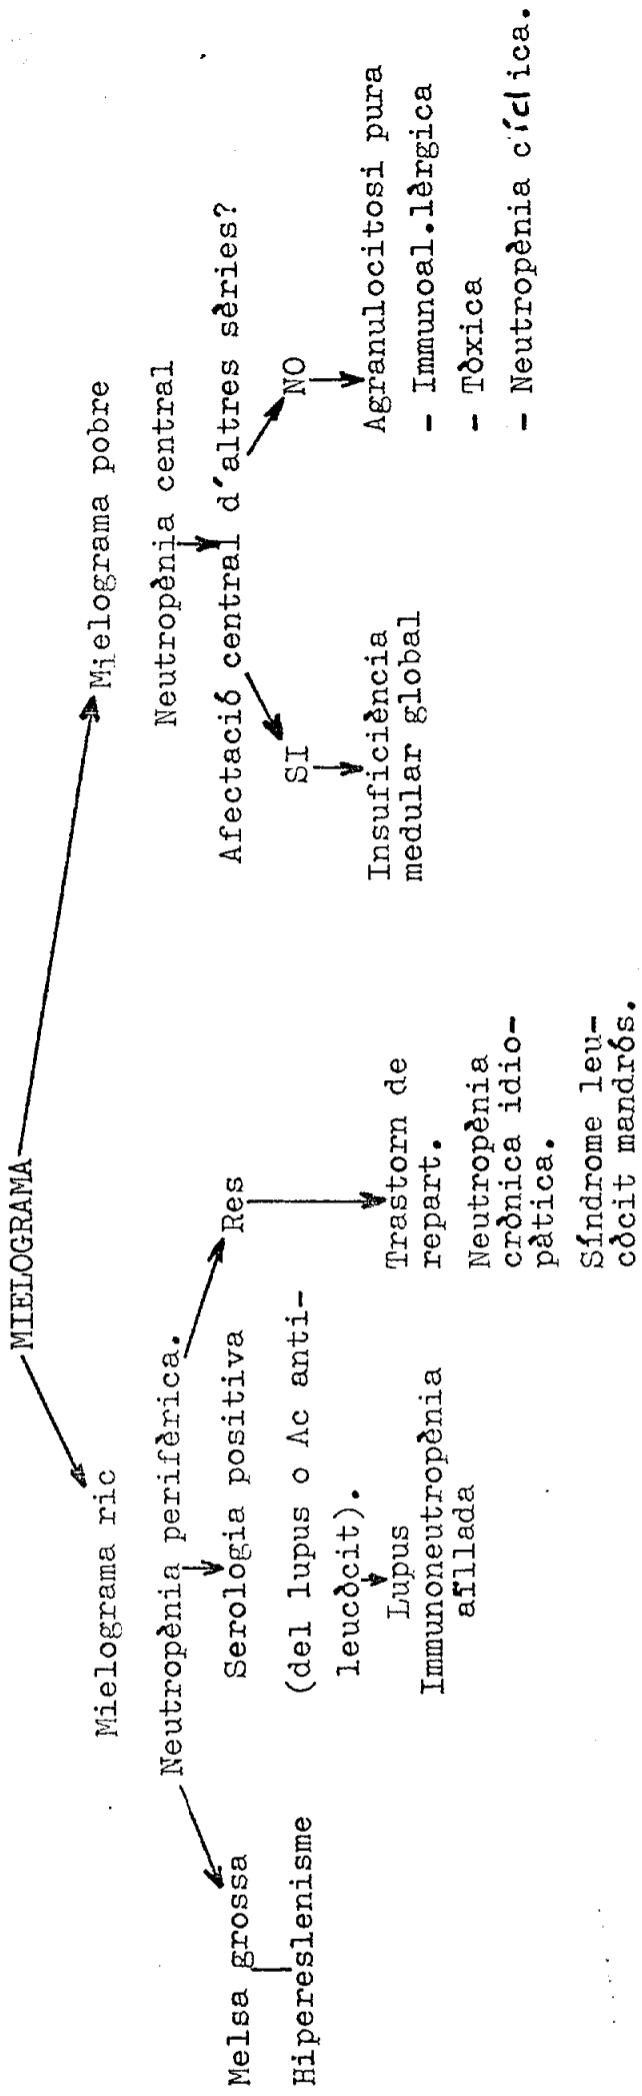 MIELOGRAMA
Mielograma ric
Neutropènia perifèrica.
Melsa grossa
Hipereslenisme
Serologia positiva
(del lupus o Ac anti-
leucòcit).
Lupus
Immunoneutropènia
aïllada
Res
Trastorn de
repart.
Neutropènia
crònica idio-
pàtica.
Síndrome leu-
còcit mandrós.
Mielograma pobre
Neutropènia central
Afectació central d'altres sèries?
SI
Insuficiència
medular global
NO
Agranulocitosi pura
- Immunoal.lèrgica
- Tòxica
- Neutropènia cíclica.